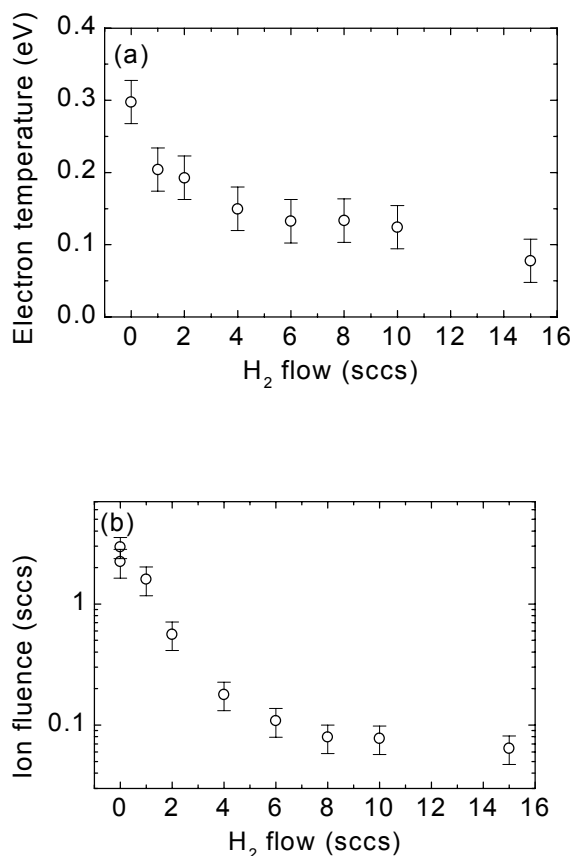 (a)
Electron temperature (eV)
0.4
0.3
0.2
0.1
0.0
0 2 4 6 8 10 12 14 16
H₂ flow (sccs)
(b)
Ion fluence (sccs)
1
0.1
0 2 4 6 8 10 12 14 16
H₂ flow (sccs)